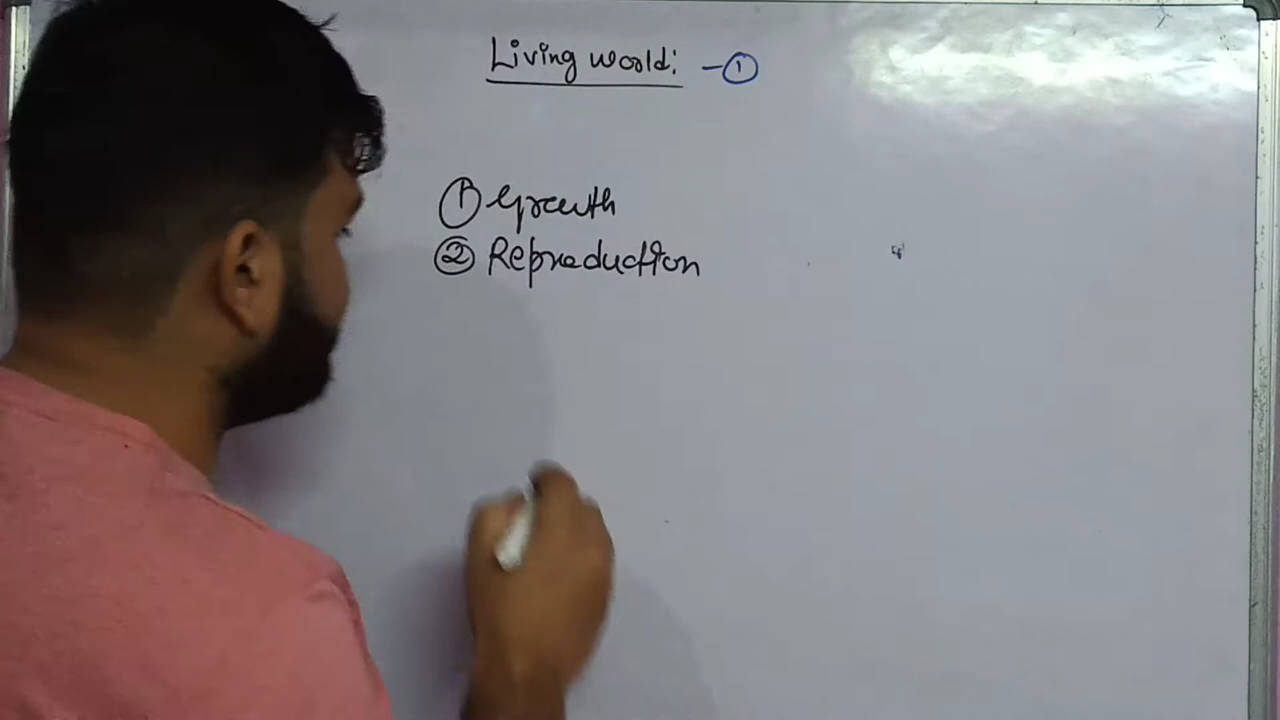 Living world: - ①
① Growth
② Reproduction